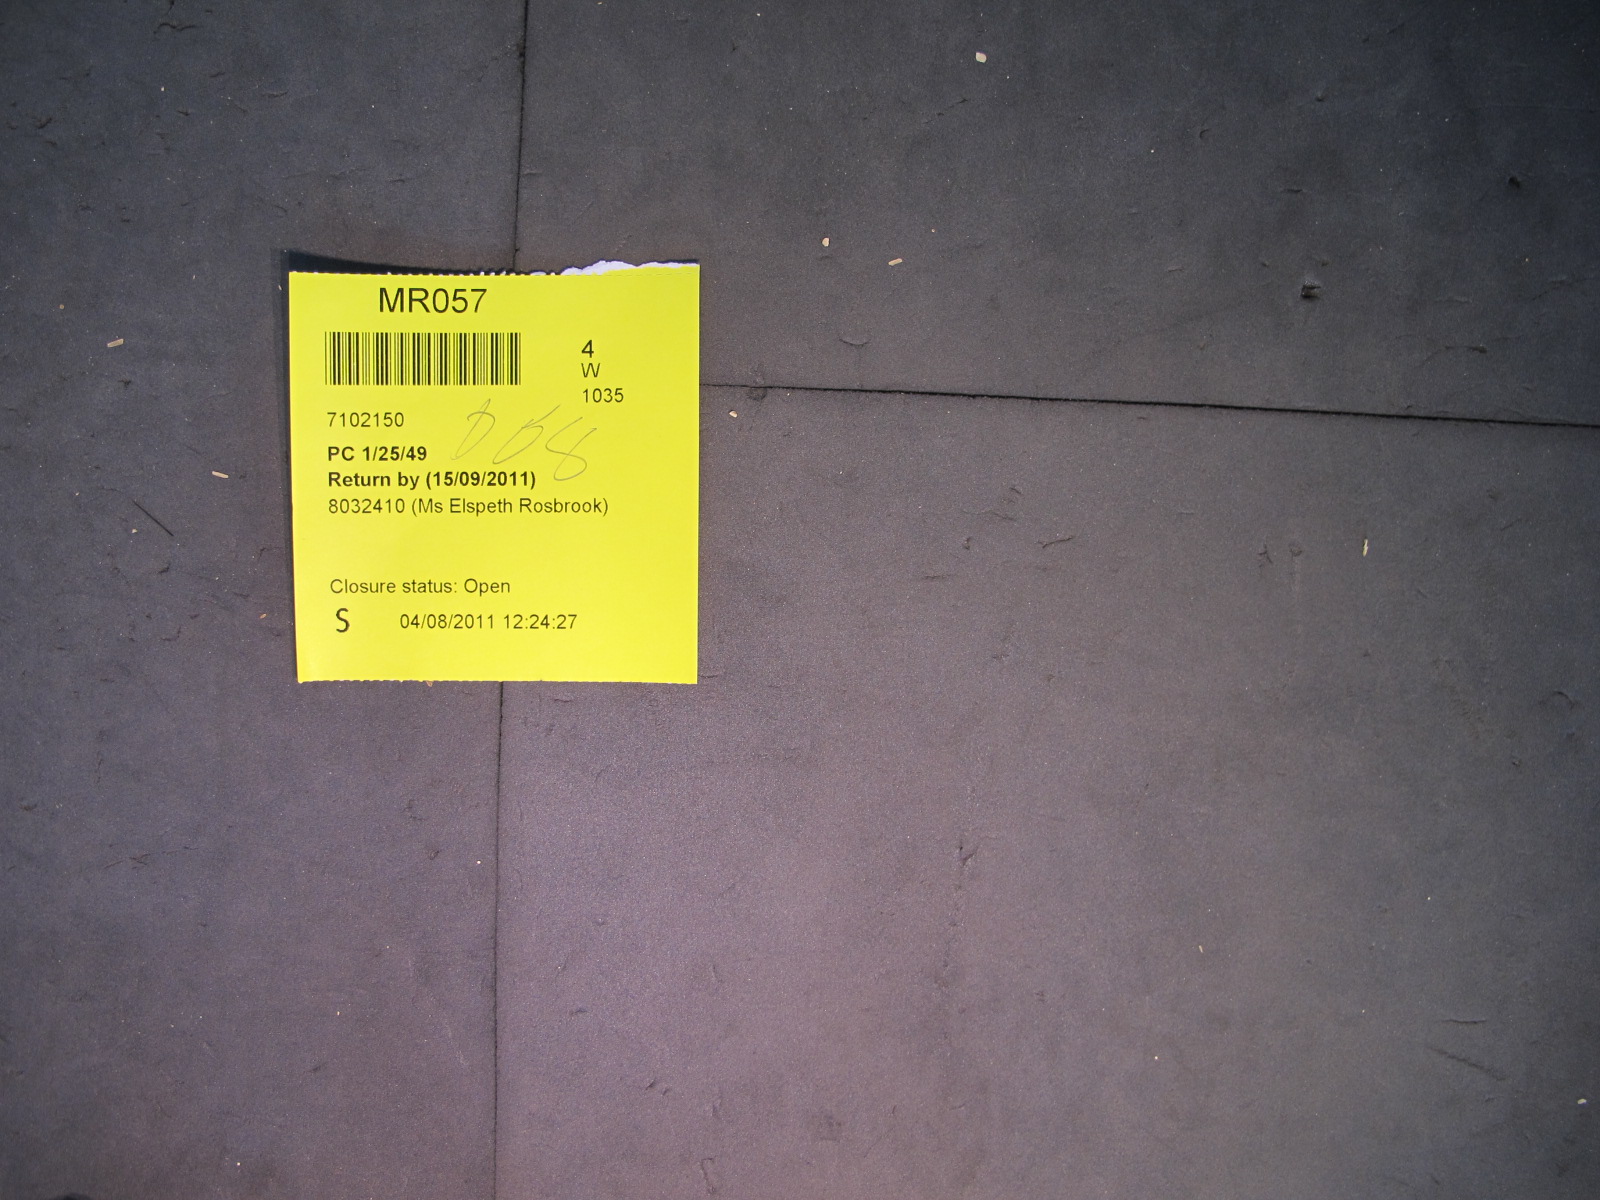 MR057
4
W
1035
7102150
PC 1/25/49
Return by (15/09/2011)
8032410 (Ms Elspeth Rosbrook)
Closure status: Open
S 04/08/2011 12:24:27